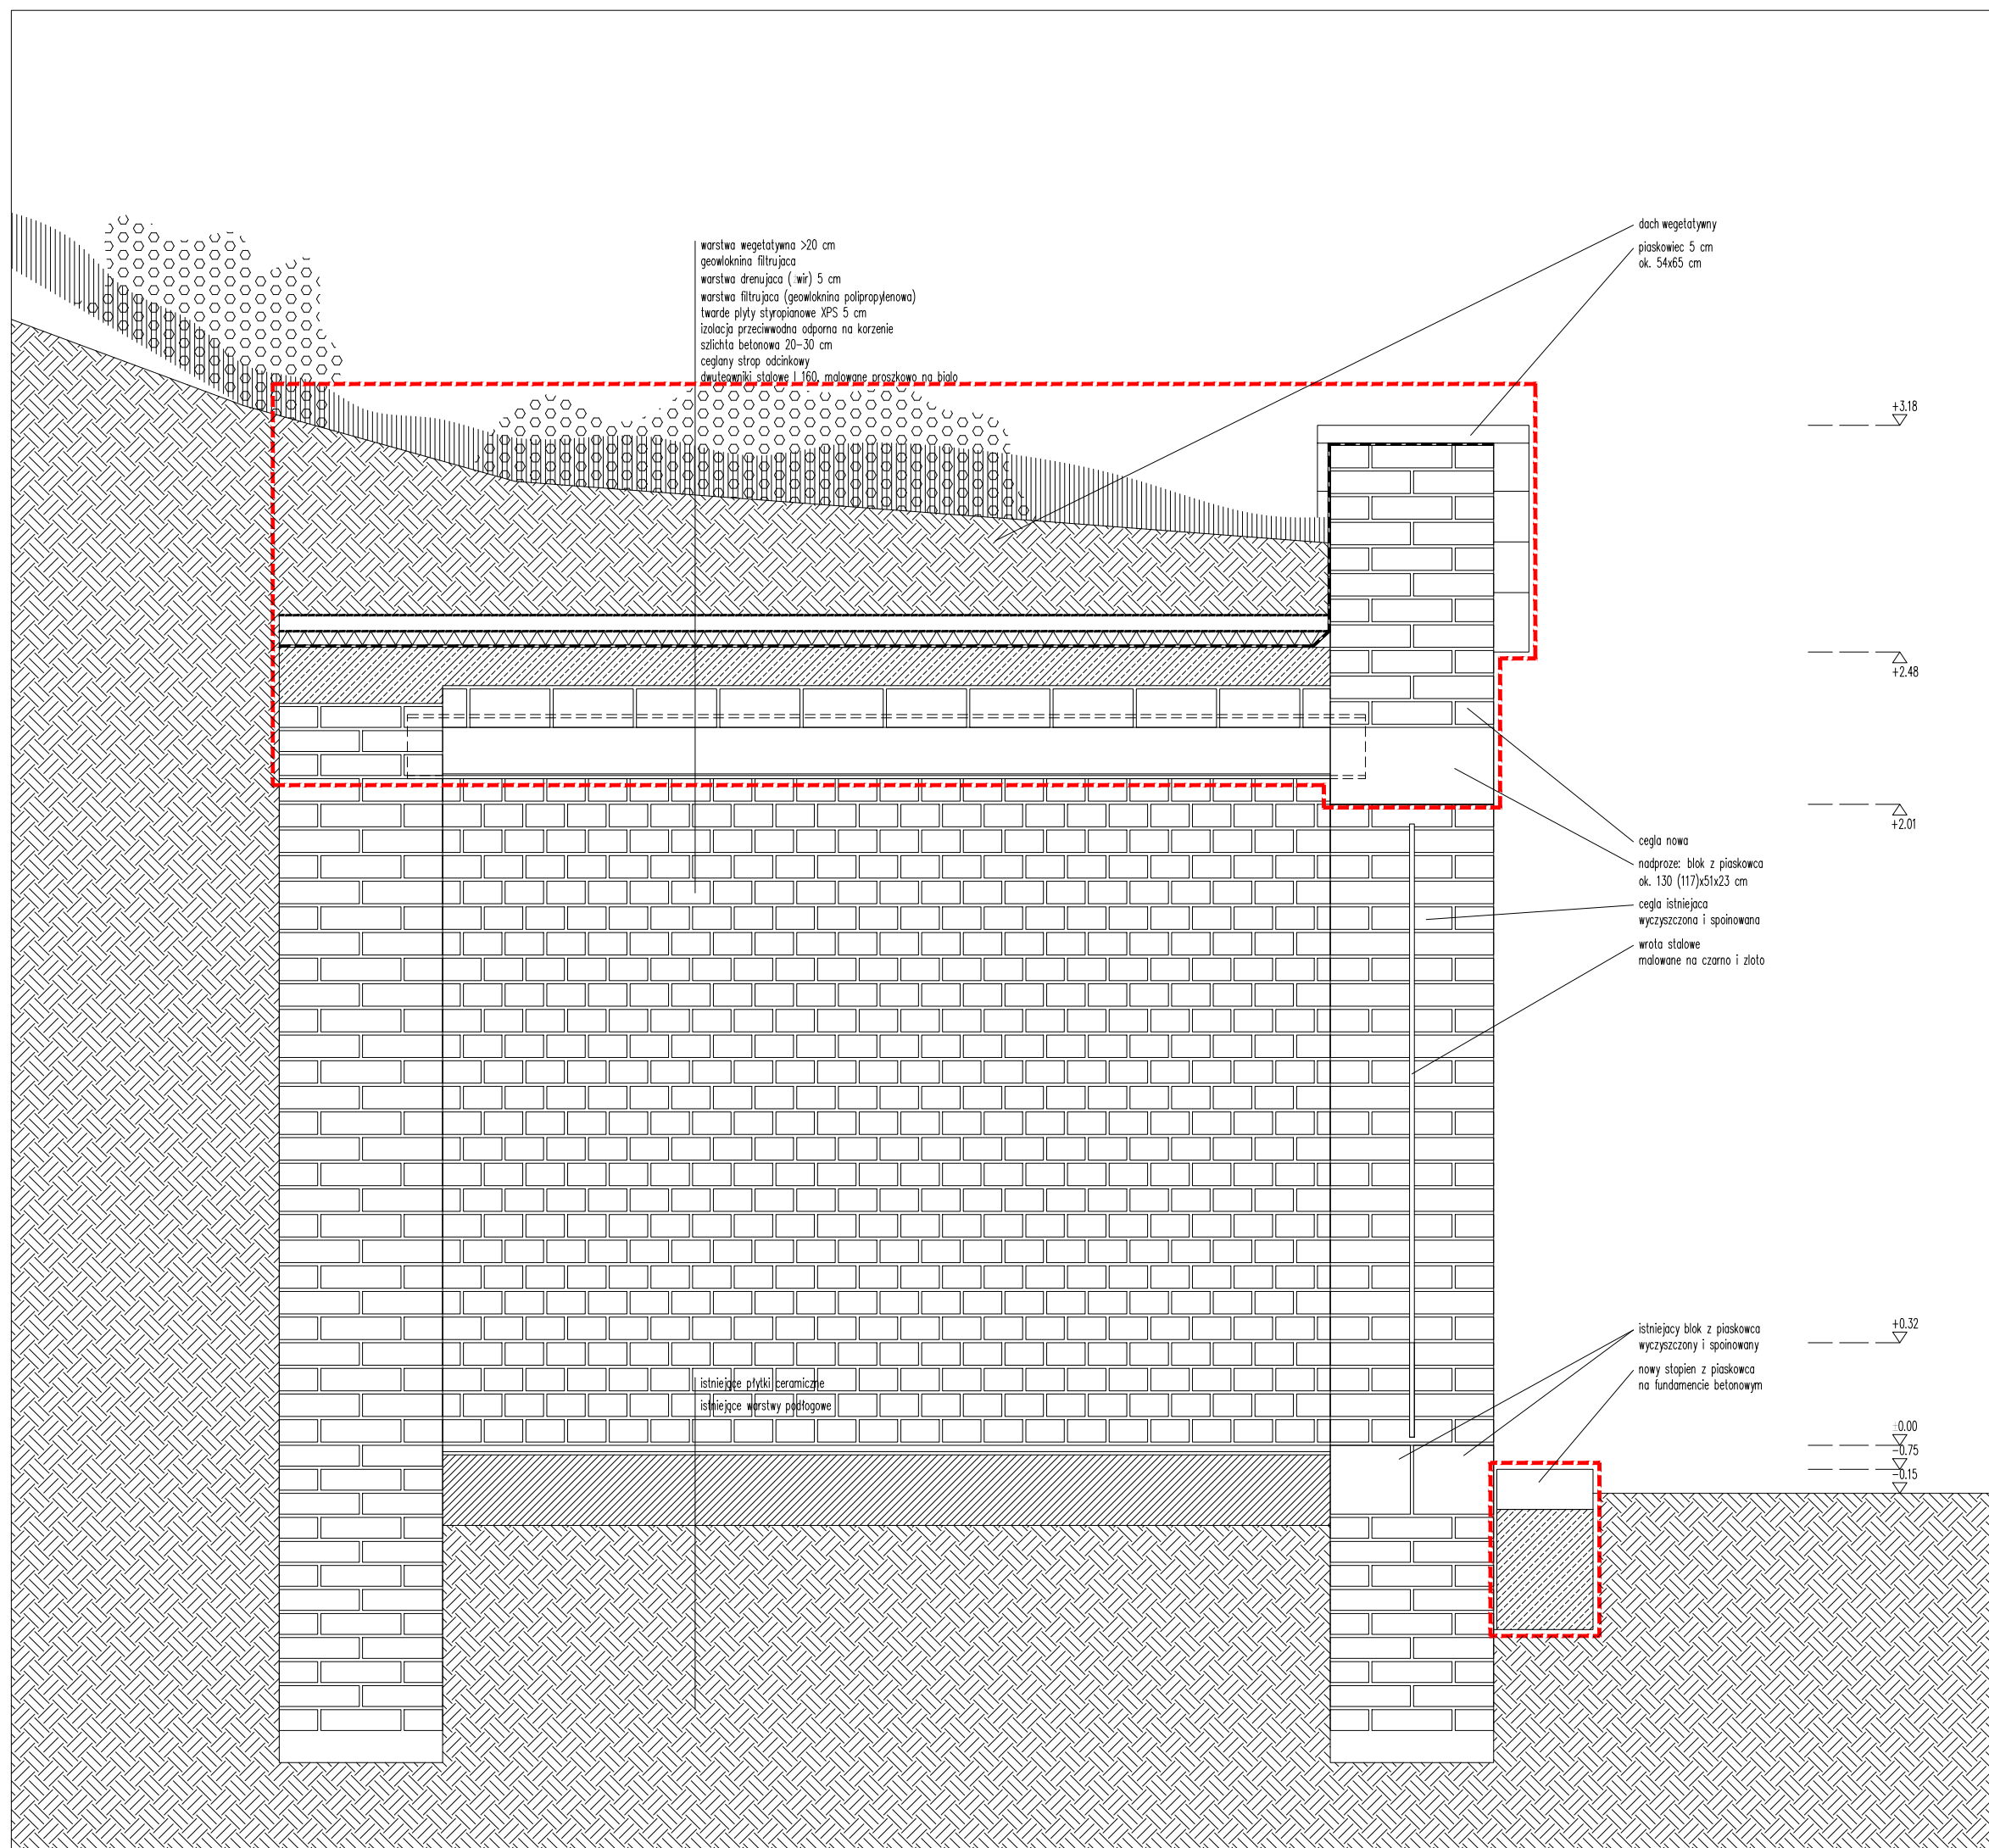 warstwa wegetatywna >20 cm
geowloknina filtrujaca
warstwa drenujaca ( wir) 5 cm
warstwa filtrujaca (geowloknina polipropylenowa)
twarde plyty styropianowe XPS 5 cm
izolacja przeciwwodna odporna na korzenie
szlichta betonowa 20-30 cm
ceglany strop odcinkowy
dwuteowniki stalowe I 160, malowane proszkowo na bialo
dach wegetatywny
piaskowiec 5 cm
ok. 54x65 cm
+3.18
+2.48
+2.01
cegla nowa
nadproze: blok z piaskowca
ok. 130 (117)x51x23 cm
cegla istniejaca
wyczyszczona i spoinowana
wrota stalowe
malowane na czarno i zloto
istniejacy blok z piaskowca
wyczyszczony i spoinowany
nowy stopien z piaskowca
na fundamencie betonowym
+0.32
±0.00
-0.75
-0.15
istniejące płytki ceramiczne
istniejące warstwy podłogowe